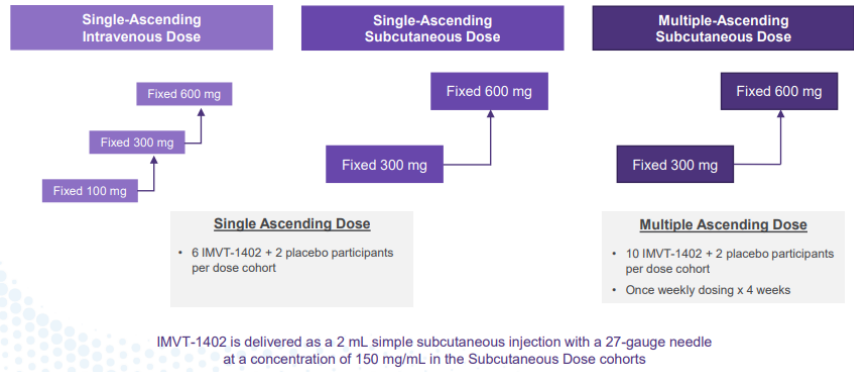 Single-Ascending
Intravenous Dose
Single-Ascending
Subcutaneous Dose
Multiple-Ascending
Subcutaneous Dose
Fixed 600 mg
Fixed 300 mg
Fixed 100 mg
Fixed 600 mg
Fixed 300 mg
Fixed 600 mg
Fixed 300 mg
Single Ascending Dose
• 6 IMVT-1402 + 2 placebo participants
per dose cohort
Multiple Ascending Dose
• 10 IMVT-1402 + 2 placebo participants
per dose cohort
• Once weekly dosing x 4 weeks
IMVT-1402 is delivered as a 2 mL simple subcutaneous injection with a 27-gauge needle
at a concentration of 150 mg/mL in the Subcutaneous Dose cohorts